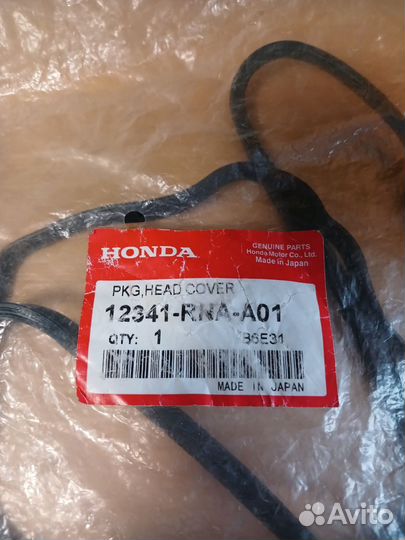 HONDA
GENUINE PARTS
Honda Motor Co., Ltd.
Made in Japan
PKG,HEAD COVER
12341-RNA-A01
QTY: 1 B6E31
MADE IN JAPAN
Avito